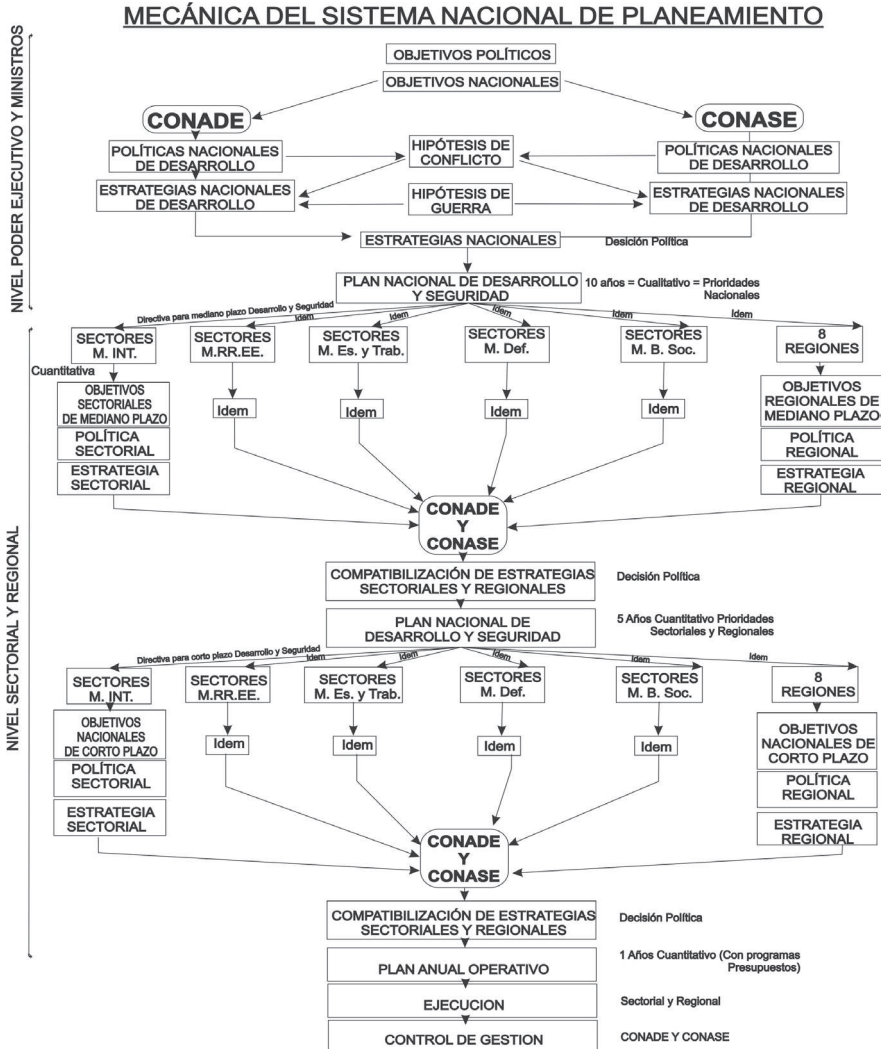 MECÁNICA DEL SISTEMA NACIONAL DE PLANEAMIENTO
NIVEL PODER EJECUTIVO Y MINISTROS
OBJETIVOS POLÍTICOS
OBJETIVOS NACIONALES
CONADE
CONASE
POLÍTICAS NACIONALES
DE DESARROLLO
HIPÓTESIS DE
CONFLICTO
POLÍTICAS NACIONALES
DE DESARROLLO
ESTRATEGIAS NACIONALES
DE DESARROLLO
HIPÓTESIS DE
GUERRA
ESTRATEGIAS NACIONALES
DE DESARROLLO
ESTRATEGIAS NACIONALES
Desición Política
PLAN NACIONAL DE DESARROLLO
Y SEGURIDAD
10 años = Cualitativo = Prioridades
Nacionales
NIVEL SECTORIAL Y REGIONAL
Directiva para mediano plazo Desarrollo y Seguridad
Idem
Idem
Idem
Idem
Idem
SECTORES
M. INT.
SECTORES
M.RR.EE.
SECTORES
M. Es. y Trab.
SECTORES
M. Def.
SECTORES
M. B. Soc.
8
REGIONES
Cuantitativa
OBJETIVOS
SECTORIALES
DE MEDIANO PLAZO
POLÍTICA
SECTORIAL
ESTRATEGIA
SECTORIAL
Idem
Idem
Idem
Idem
OBJETIVOS
REGIONALES DE
MEDIANO PLAZO
POLÍTICA
REGIONAL
ESTRATEGIA
REGIONAL
CONADE
Y
CONASE
COMPATIBILIZACIÓN DE ESTRATEGIAS
SECTORIALES Y REGIONALES
Decisión Política
PLAN NACIONAL DE
DESARROLLO Y SEGURIDAD
5 Años Cuantitativo Prioridades
Sectoriales y Regionales
Directiva para corto plazo Desarrollo y Seguridad
Idem
Idem
Idem
Idem
Idem
SECTORES
M. INT.
SECTORES
M.RR.EE.
SECTORES
M. Es. y Trab.
SECTORES
M. Def.
SECTORES
M. B. Soc.
8
REGIONES
OBJETIVOS
NACIONALES
DE CORTO PLAZO
POLÍTICA
SECTORIAL
ESTRATEGIA
SECTORIAL
Idem
Idem
Idem
Idem
OBJETIVOS
NACIONALES DE
CORTO PLAZO
POLÍTICA
REGIONAL
ESTRATEGIA
REGIONAL
CONADE
Y
CONASE
COMPATIBILIZACIÓN DE ESTRATEGIAS
SECTORIALES Y REGIONALES
Decisión Política
PLAN ANUAL OPERATIVO
1 Años Cuantitativo (Con programas
Presupuestos)
EJECUCION
Sectorial y Regional
CONTROL DE GESTION
CONADE Y CONASE